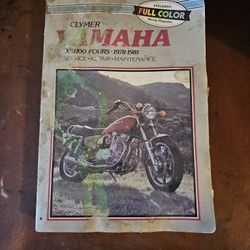 CLYMER
YAMAHA
XS1100 FOURS • 1978-1981
SERVICE • REPAIR • MAINTENANCE
FULL COLOR